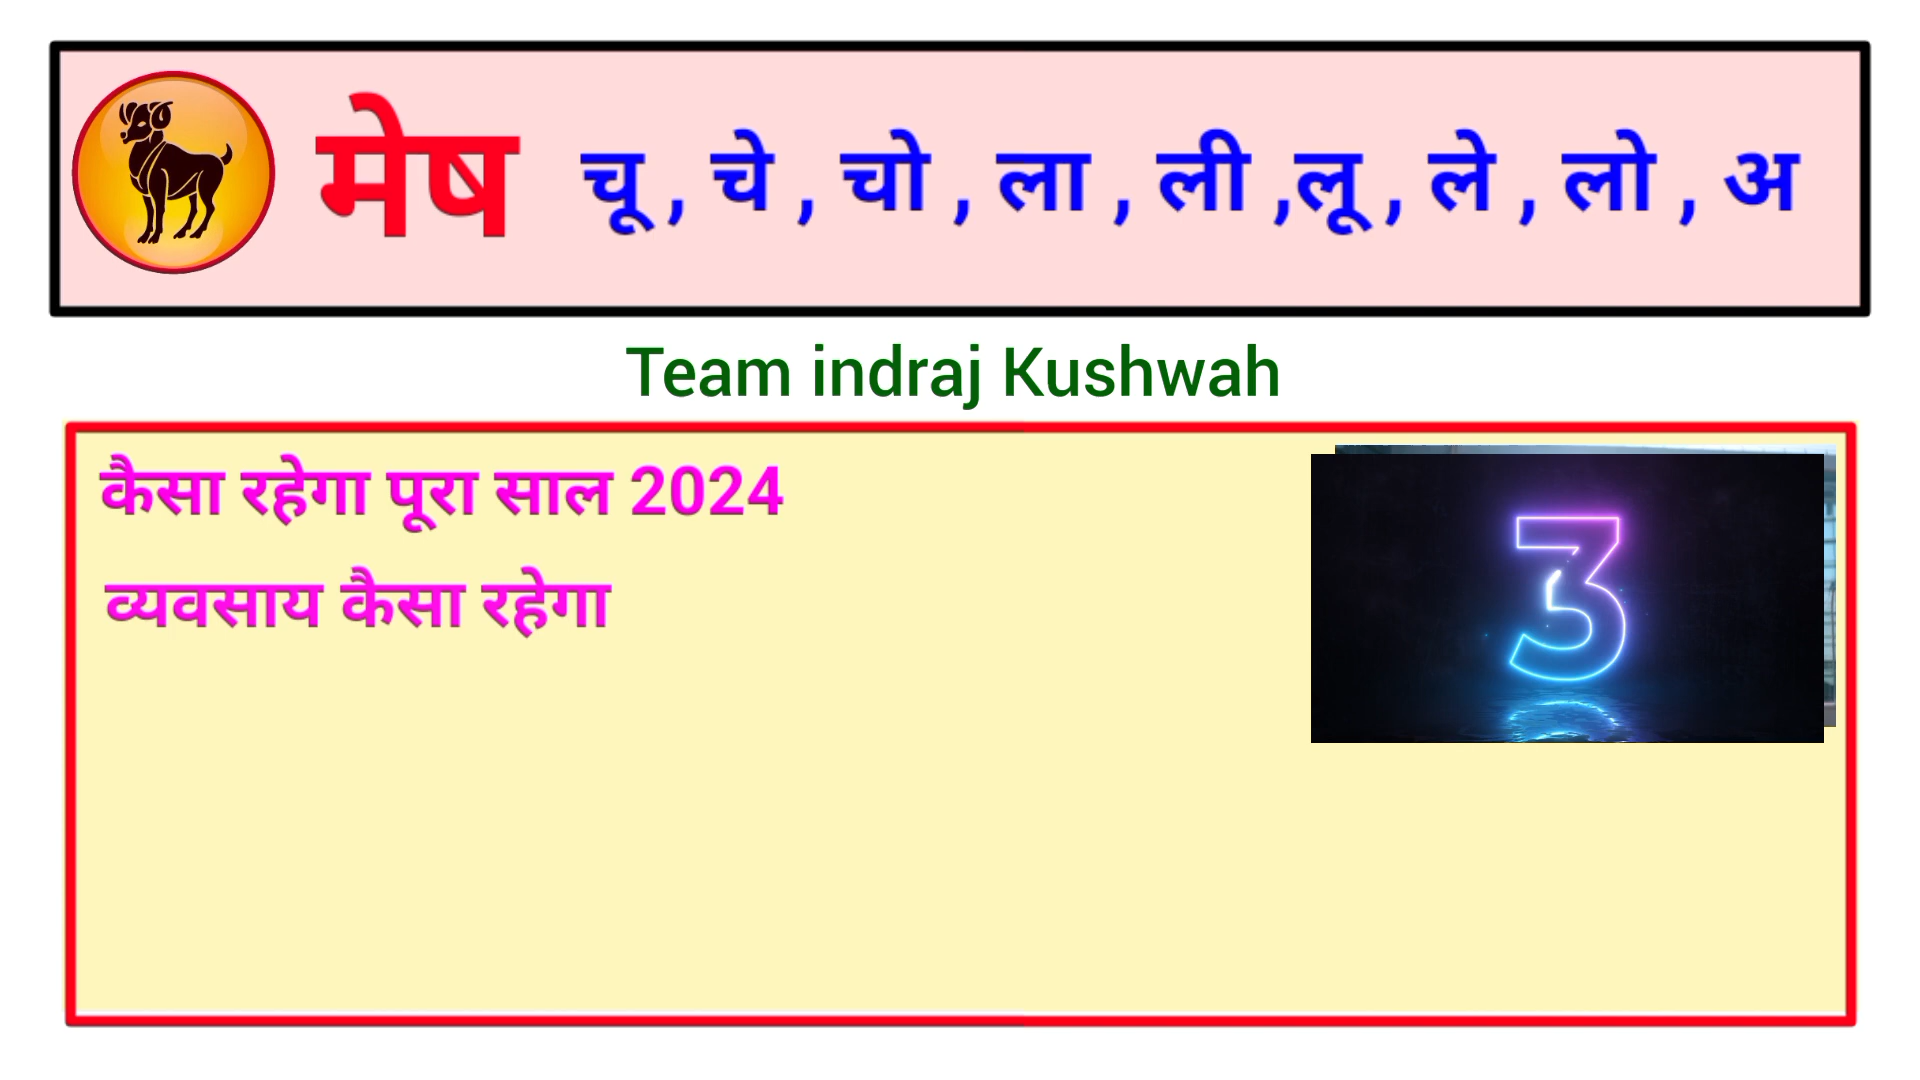 मेष चू , चे , चो , ला , ली ,लू , ले , लो , अ
Team indraj Kushwah
कैसा रहेगा पूरा साल 2024
3
व्यवसाय कैसा रहेगा